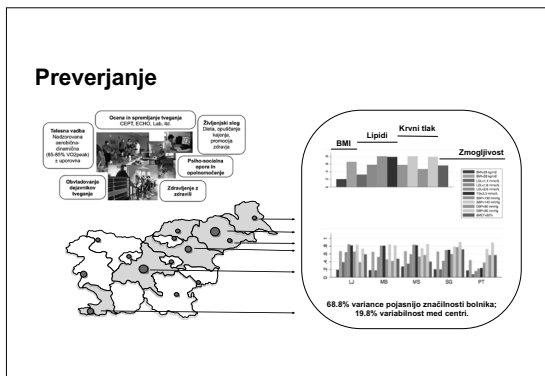 Preverjanje
Ocena in spremljanje tveganja
CEPT, ECHO, Lab, itd.
Telesna vadba
Nadzorovana
aerobično-
dinamična
(65-85% VO2peak)
z uporovno
Življenjski slog
Dieta, opuščanje
kajenja,
promocija
zdravja
Psiho-socialna
opora in
opolnomočenje
Obvladovanje
dejavnikov
tveganja
Zdravljenje z
zdravili
BMI
Lipidi
Krvni tlak
Zmogljivost
LJ MB MS SG PT
68.8% variance pojasnijo značilnosti bolnika;
19.8% variabilnost med centri.